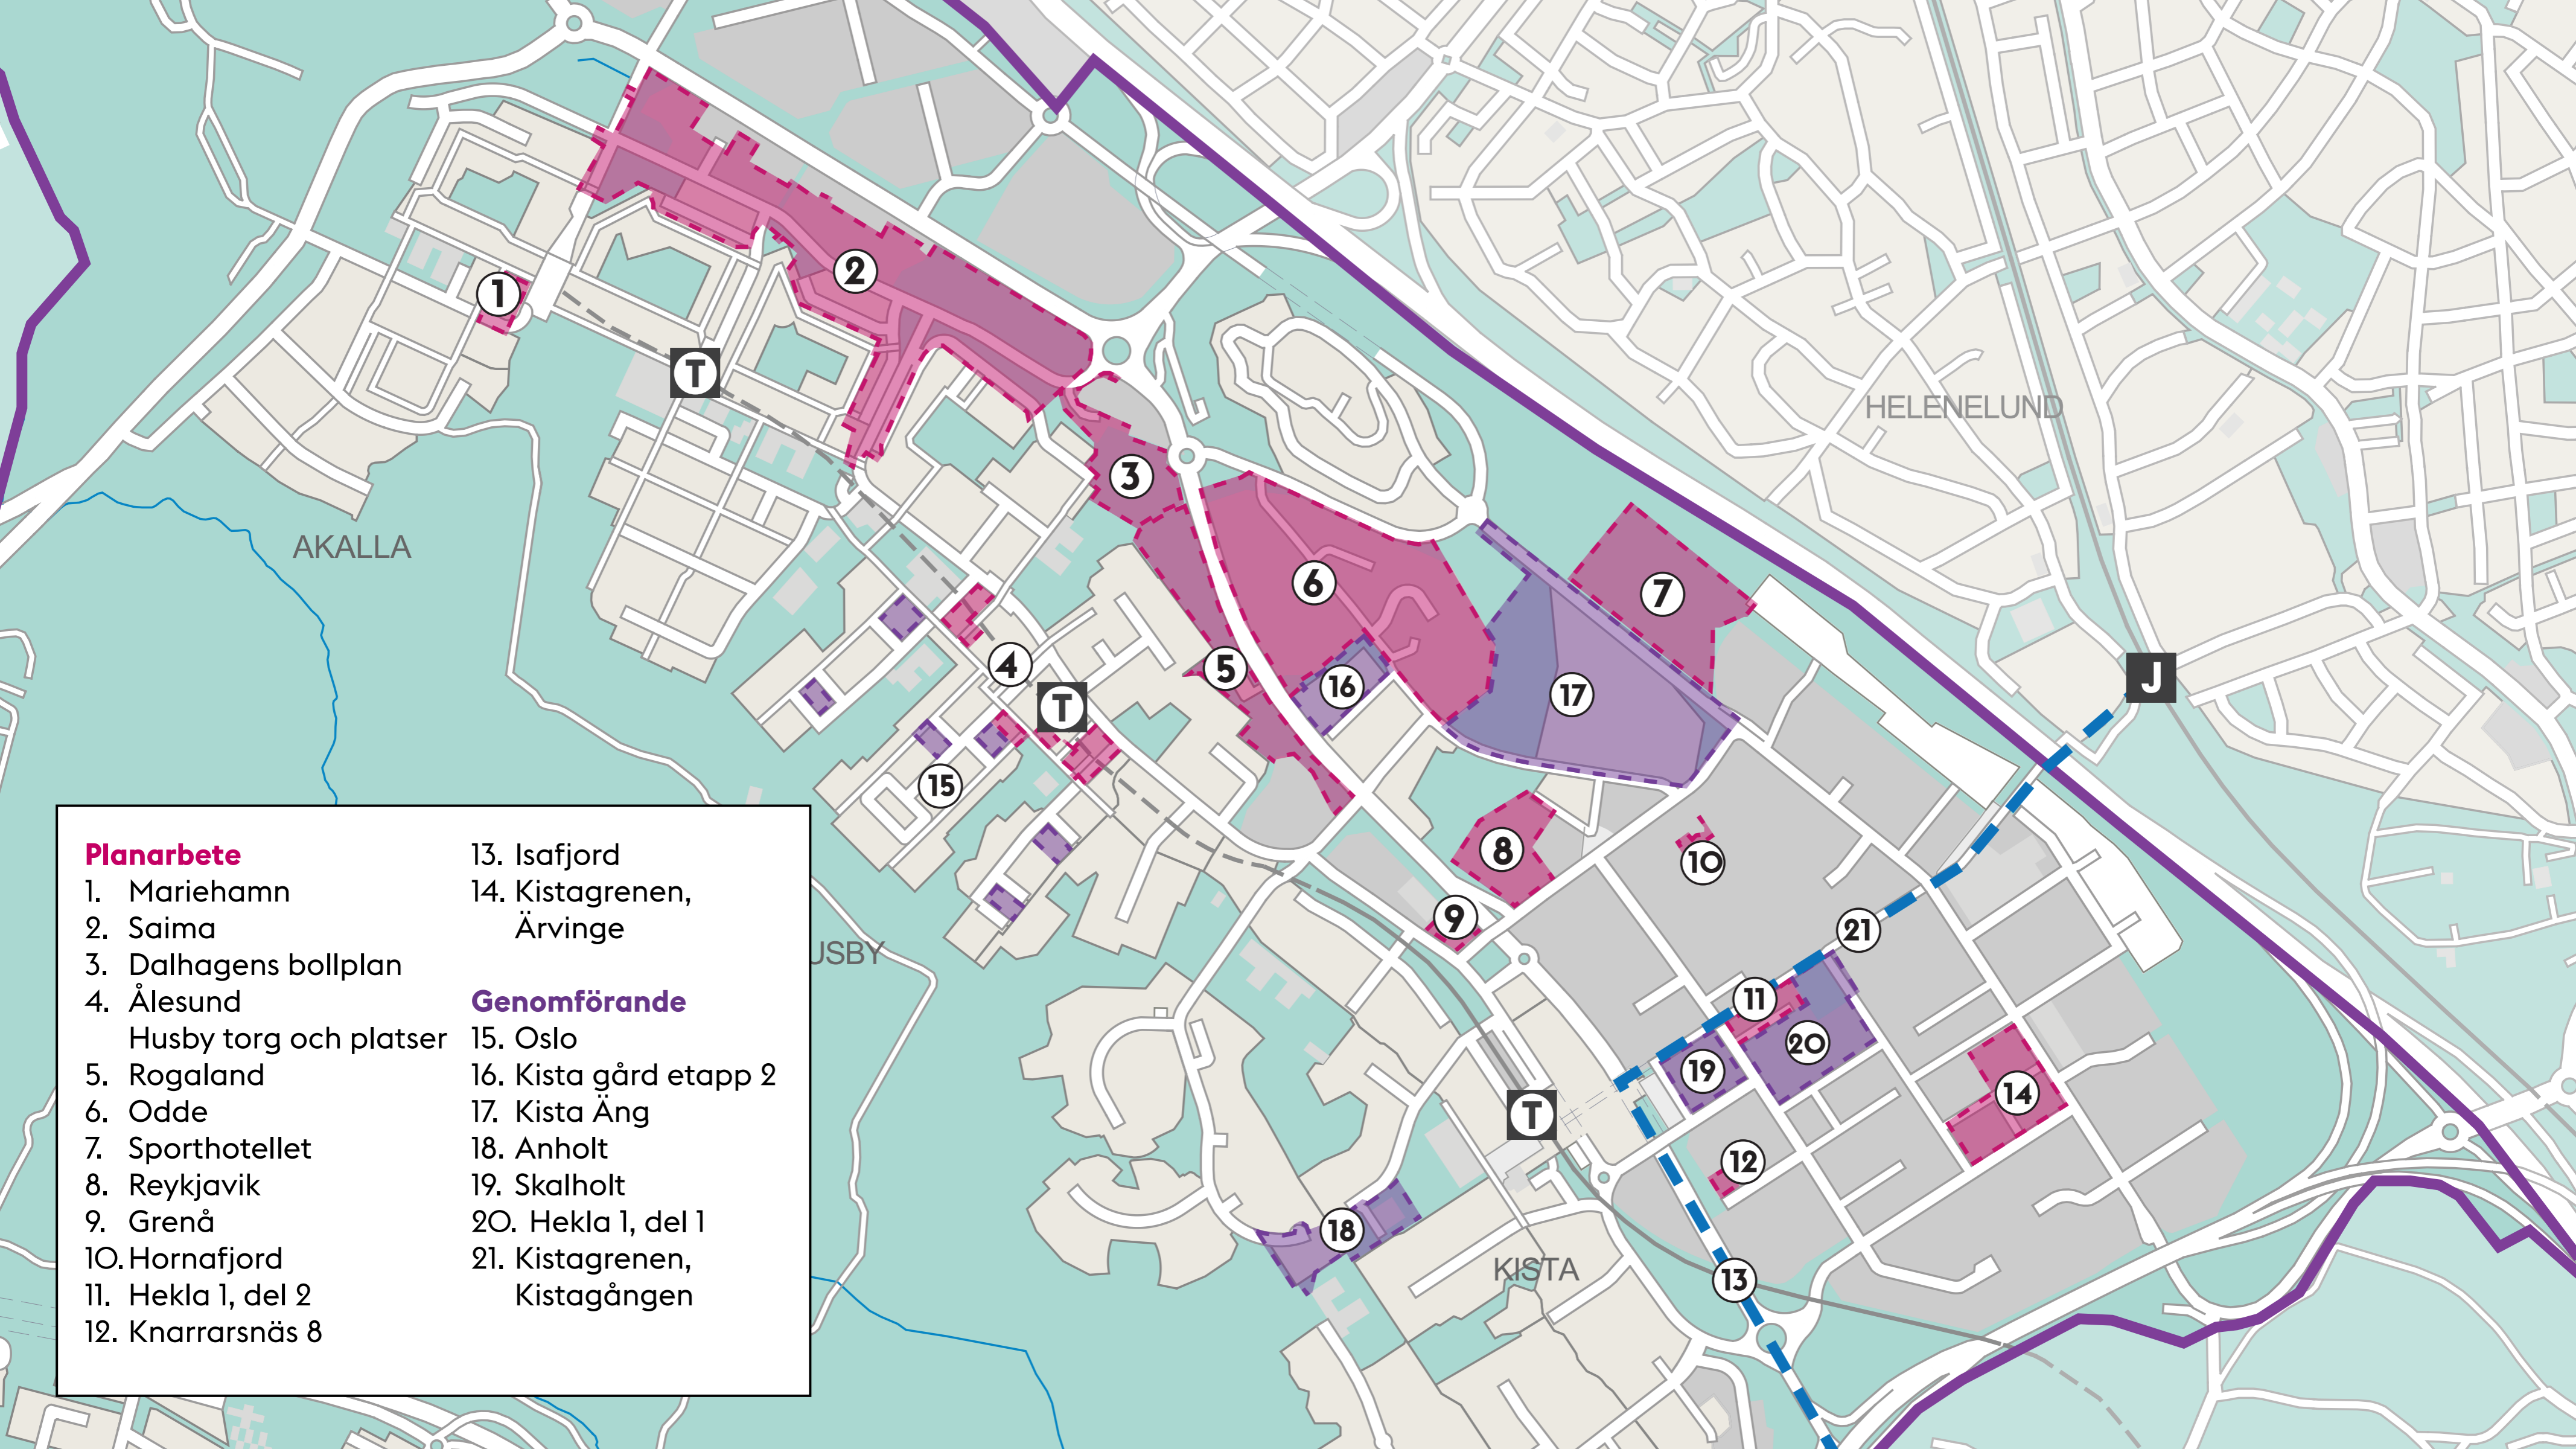 HELENELUND
AKALLA
USBY
KISTA
T
T
T
J
1
2
3
4
5
6
7
8
9
10
11
12
13
14
15
16
17
18
19
20
21
Planarbete
1. Mariehamn
2. Saima
3. Dalhagens bollplan
4. Ålesund
Husby torg och platser
5. Rogaland
6. Odde
7. Sporthotellet
8. Reykjavik
9. Grenå
10. Hornafjord
11. Hekla 1, del 2
12. Knarrarsnäs 8
13. Isafjord
14. Kistagrenen,
Ärvinge
Genomförande
15. Oslo
16. Kista gård etapp 2
17. Kista Äng
18. Anholt
19. Skalholt
20. Hekla 1, del 1
21. Kistagrenen,
Kistagången